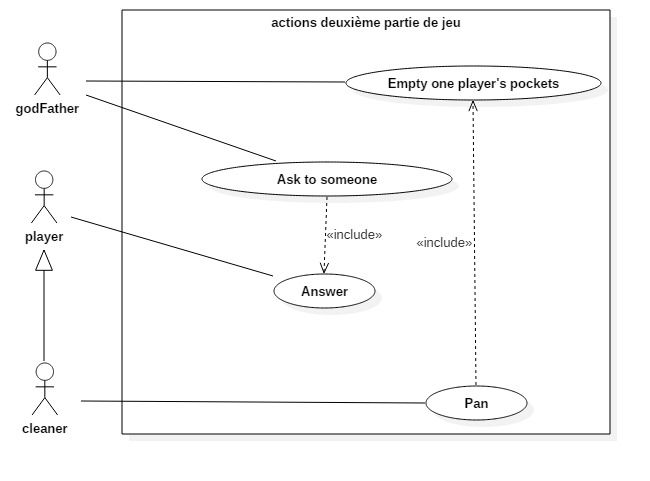 actions deuxième partie de jeu
godFather
Empty one player's pockets
Ask to someone
player
«include»
«include»
Answer
cleaner
Pan